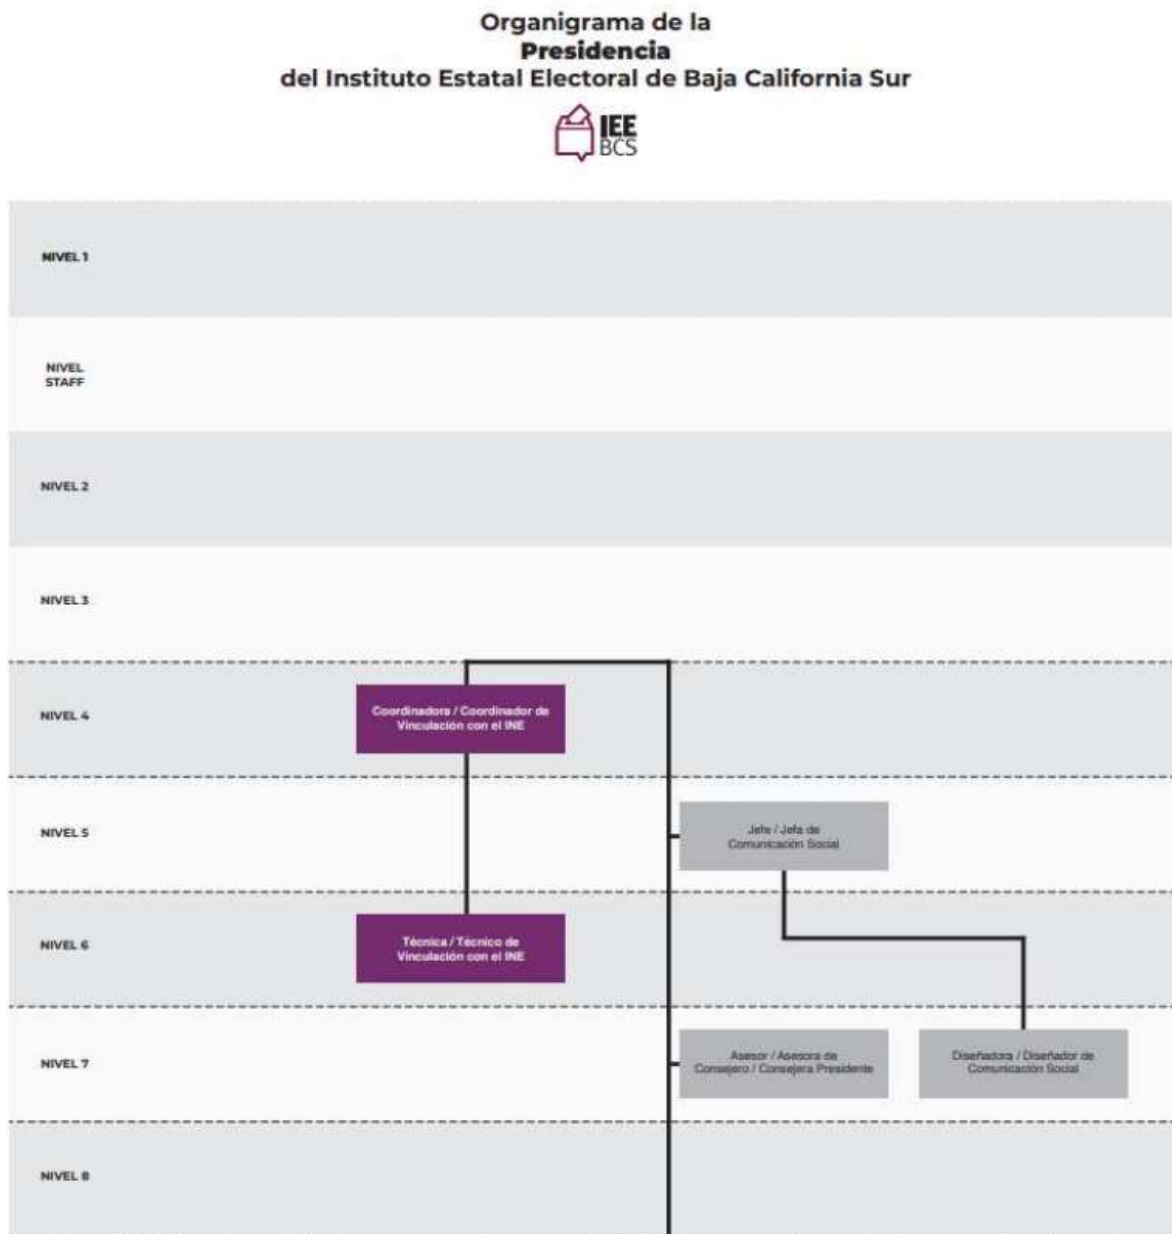 Organigrama de la
Presidencia
del Instituto Estatal Electoral de Baja California Sur
IEE
BCS
NIVEL 1
NIVEL
STAFF
NIVEL 2
NIVEL 3
NIVEL 4
Coordinadora / Coordinador de
Vinculación con el INE
NIVEL 5
Jefe / Jefa de
Comunicación Social
NIVEL 6
Técnica / Técnico de
Vinculación con el INE
NIVEL 7
Asesor / Asesora de
Consejero / Consejera Presidente
Diseñadora / Diseñador de
Comunicación Social
NIVEL 8